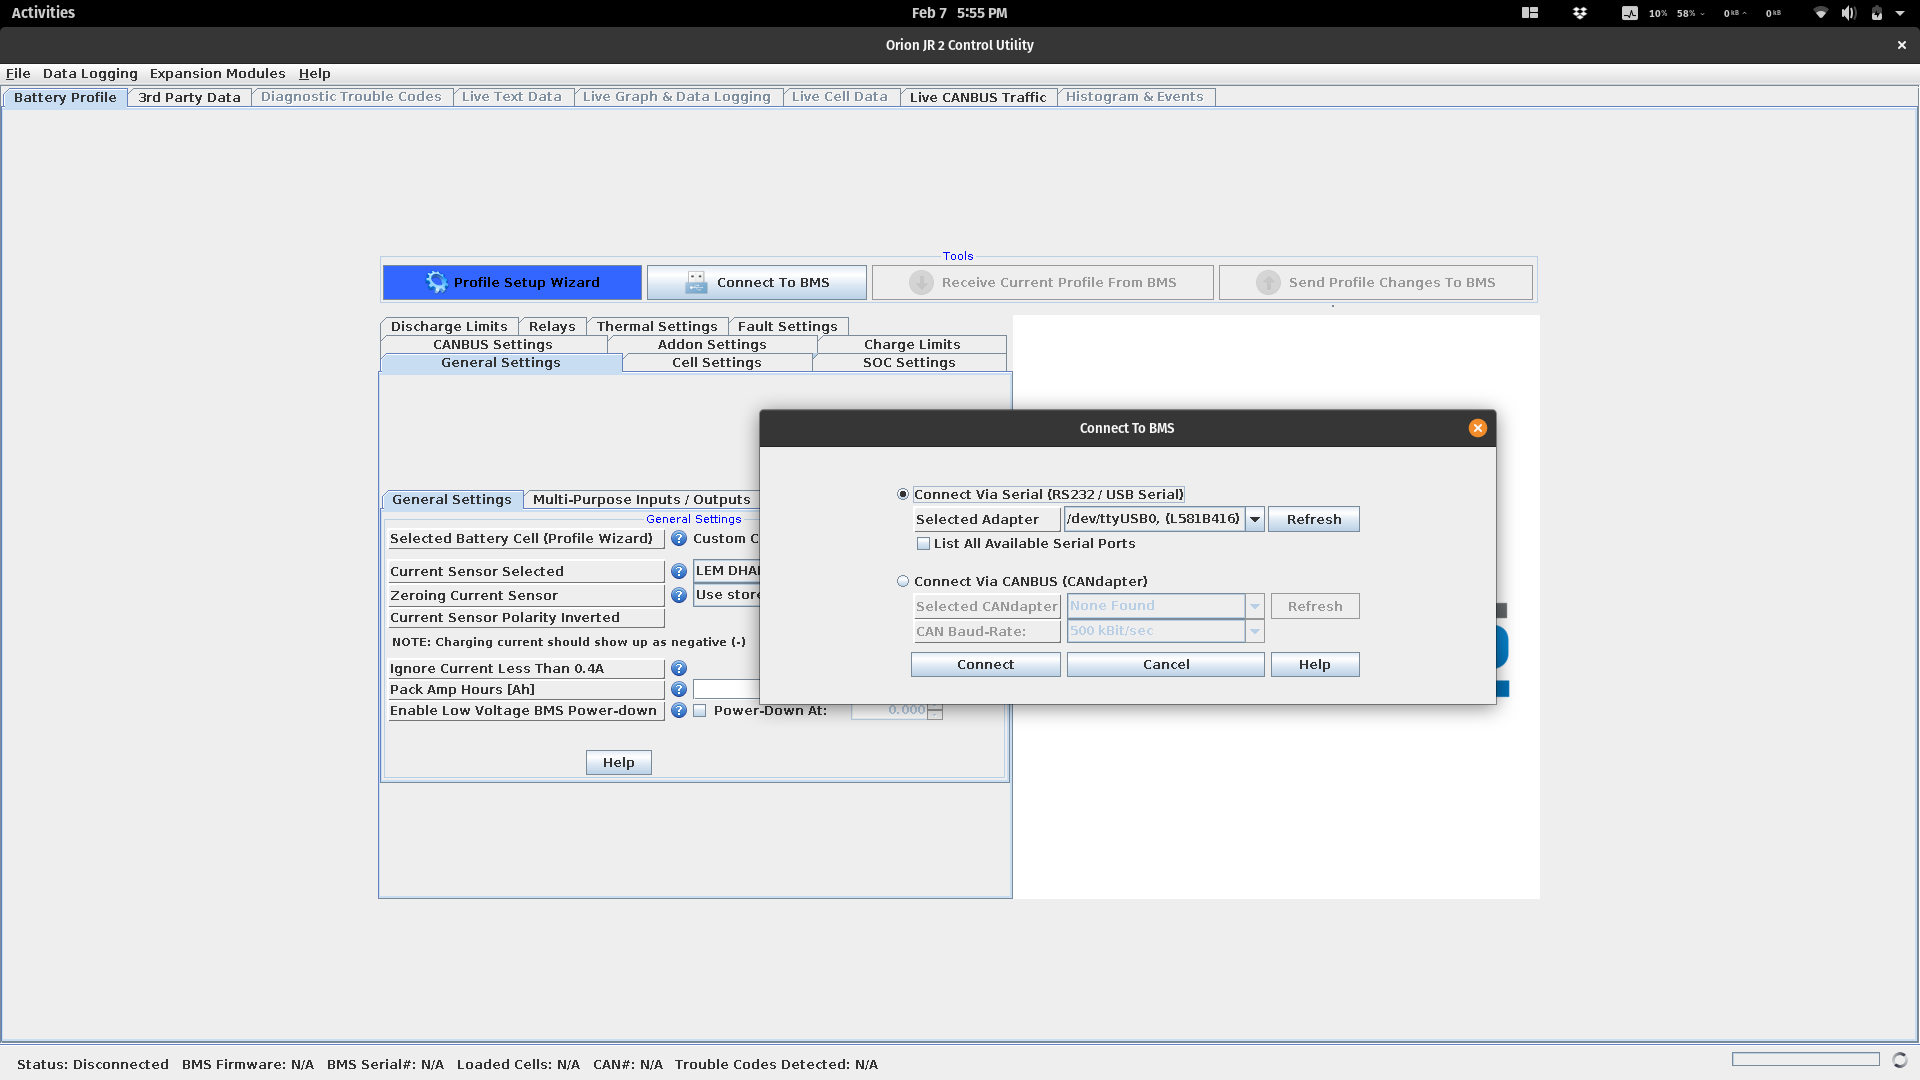 Activities
Feb 7 5:55 PM
10% 58% 0 kB 0 kB
Orion JR 2 Control Utility
File Data Logging Expansion Modules Help
Battery Profile 3rd Party Data Diagnostic Trouble Codes Live Text Data Live Graph & Data Logging Live Cell Data Live CANBUS Traffic Histogram & Events
Tools
Profile Setup Wizard Connect To BMS Receive Current Profile From BMS Send Profile Changes To BMS
Discharge Limits Relays Thermal Settings Fault Settings
CANBUS Settings Addon Settings Charge Limits
General Settings Cell Settings SOC Settings
Connect To BMS
Connect Via Serial (RS232 / USB Serial)
Selected Adapter /dev/ttyUSB0, {L581B416} Refresh
List All Available Serial Ports
Connect Via CANBUS (CANdapter)
Selected CANdapter None Found Refresh
CAN Baud-Rate: 500 kBit/sec
Connect Cancel Help
General Settings Multi-Purpose Inputs / Outputs
General Settings
Selected Battery Cell (Profile Wizard) ? Custom C
Current Sensor Selected ? LEM DHA
Zeroing Current Sensor ? Use store
Current Sensor Polarity Inverted
NOTE: Charging current should show up as negative (-)
Ignore Current Less Than 0.4A ?
Pack Amp Hours [Ah] ?
Enable Low Voltage BMS Power-down ? Power-Down At: 0.000
Help
Status: Disconnected BMS Firmware: N/A BMS Serial#: N/A Loaded Cells: N/A CAN#: N/A Trouble Codes Detected: N/A